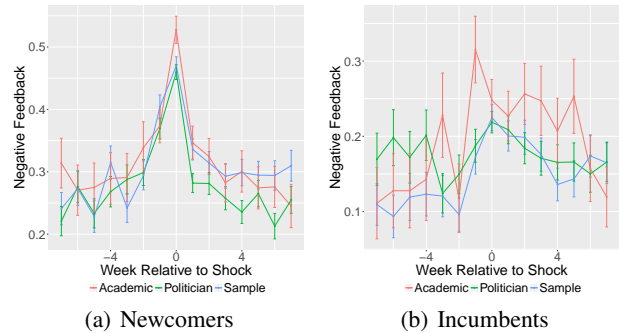 0.5
0.4
0.3
0.2
Negative Feedback
−4 0 4
Week Relative to Shock
Academic Politician Sample
(a) Newcomers
0.3
0.2
0.1
Negative Feedback
−4 0 4
Week Relative to Shock
Academic Politician Sample
(b) Incumbents